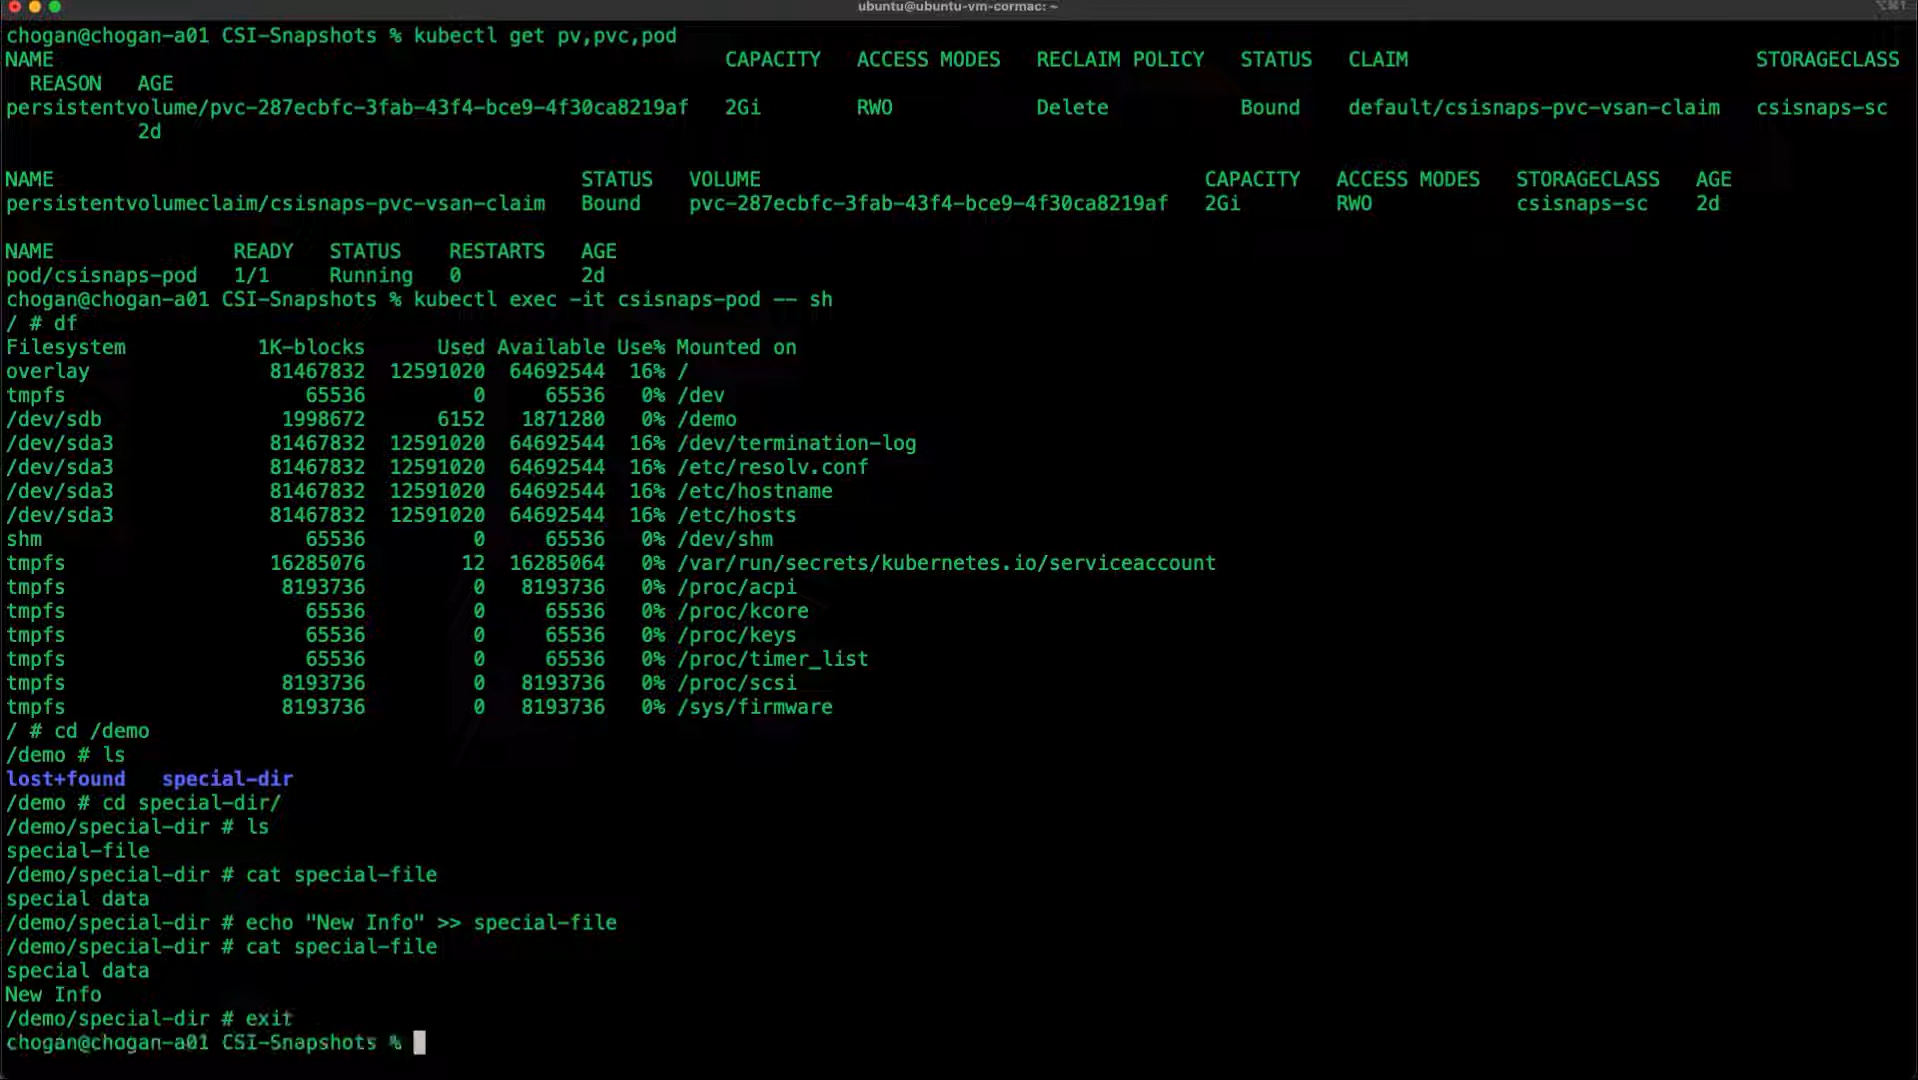 ubuntu@ubuntu-vm-cormac: ~
chogan@chogan-a01 CSI-Snapshots % kubectl get pv,pvc,pod
NAME CAPACITY ACCESS MODES RECLAIM POLICY STATUS CLAIM STORAGECLASS
REASON AGE
persistentvolume/pvc-287ecbfc-3fab-43f4-bce9-4f30ca8219af 2Gi RWO Delete Bound default/csisnaps-pvc-vsan-claim csisnaps-sc
2d
NAME STATUS VOLUME CAPACITY ACCESS MODES STORAGECLASS AGE
persistentvolumeclaim/csisnaps-pvc-vsan-claim Bound pvc-287ecbfc-3fab-43f4-bce9-4f30ca8219af 2Gi RWO csisnaps-sc 2d
NAME READY STATUS RESTARTS AGE
pod/csisnaps-pod 1/1 Running 0 2d
chogan@chogan-a01 CSI-Snapshots % kubectl exec -it csisnaps-pod -- sh
/ # df
Filesystem 1K-blocks Used Available Use% Mounted on
overlay 81467832 12591020 64692544 16% /
tmpfs 65536 0 65536 0% /dev
/dev/sdb 1998672 6152 1871280 0% /demo
/dev/sda3 81467832 12591020 64692544 16% /dev/termination-log
/dev/sda3 81467832 12591020 64692544 16% /etc/resolv.conf
/dev/sda3 81467832 12591020 64692544 16% /etc/hostname
/dev/sda3 81467832 12591020 64692544 16% /etc/hosts
shm 65536 0 65536 0% /dev/shm
tmpfs 16285076 12 16285064 0% /var/run/secrets/kubernetes.io/serviceaccount
tmpfs 8193736 0 8193736 0% /proc/acpi
tmpfs 65536 0 65536 0% /proc/kcore
tmpfs 65536 0 65536 0% /proc/keys
tmpfs 65536 0 65536 0% /proc/timer_list
tmpfs 8193736 0 8193736 0% /proc/scsi
tmpfs 8193736 0 8193736 0% /sys/firmware
/ # cd /demo
/demo # ls
lost+found special-dir
/demo # cd special-dir/
/demo/special-dir # ls
special-file
/demo/special-dir # cat special-file
special data
/demo/special-dir # echo "New Info" >> special-file
/demo/special-dir # cat special-file
special data
New Info
/demo/special-dir # exit
chogan@chogan-a01 CSI-Snapshots %